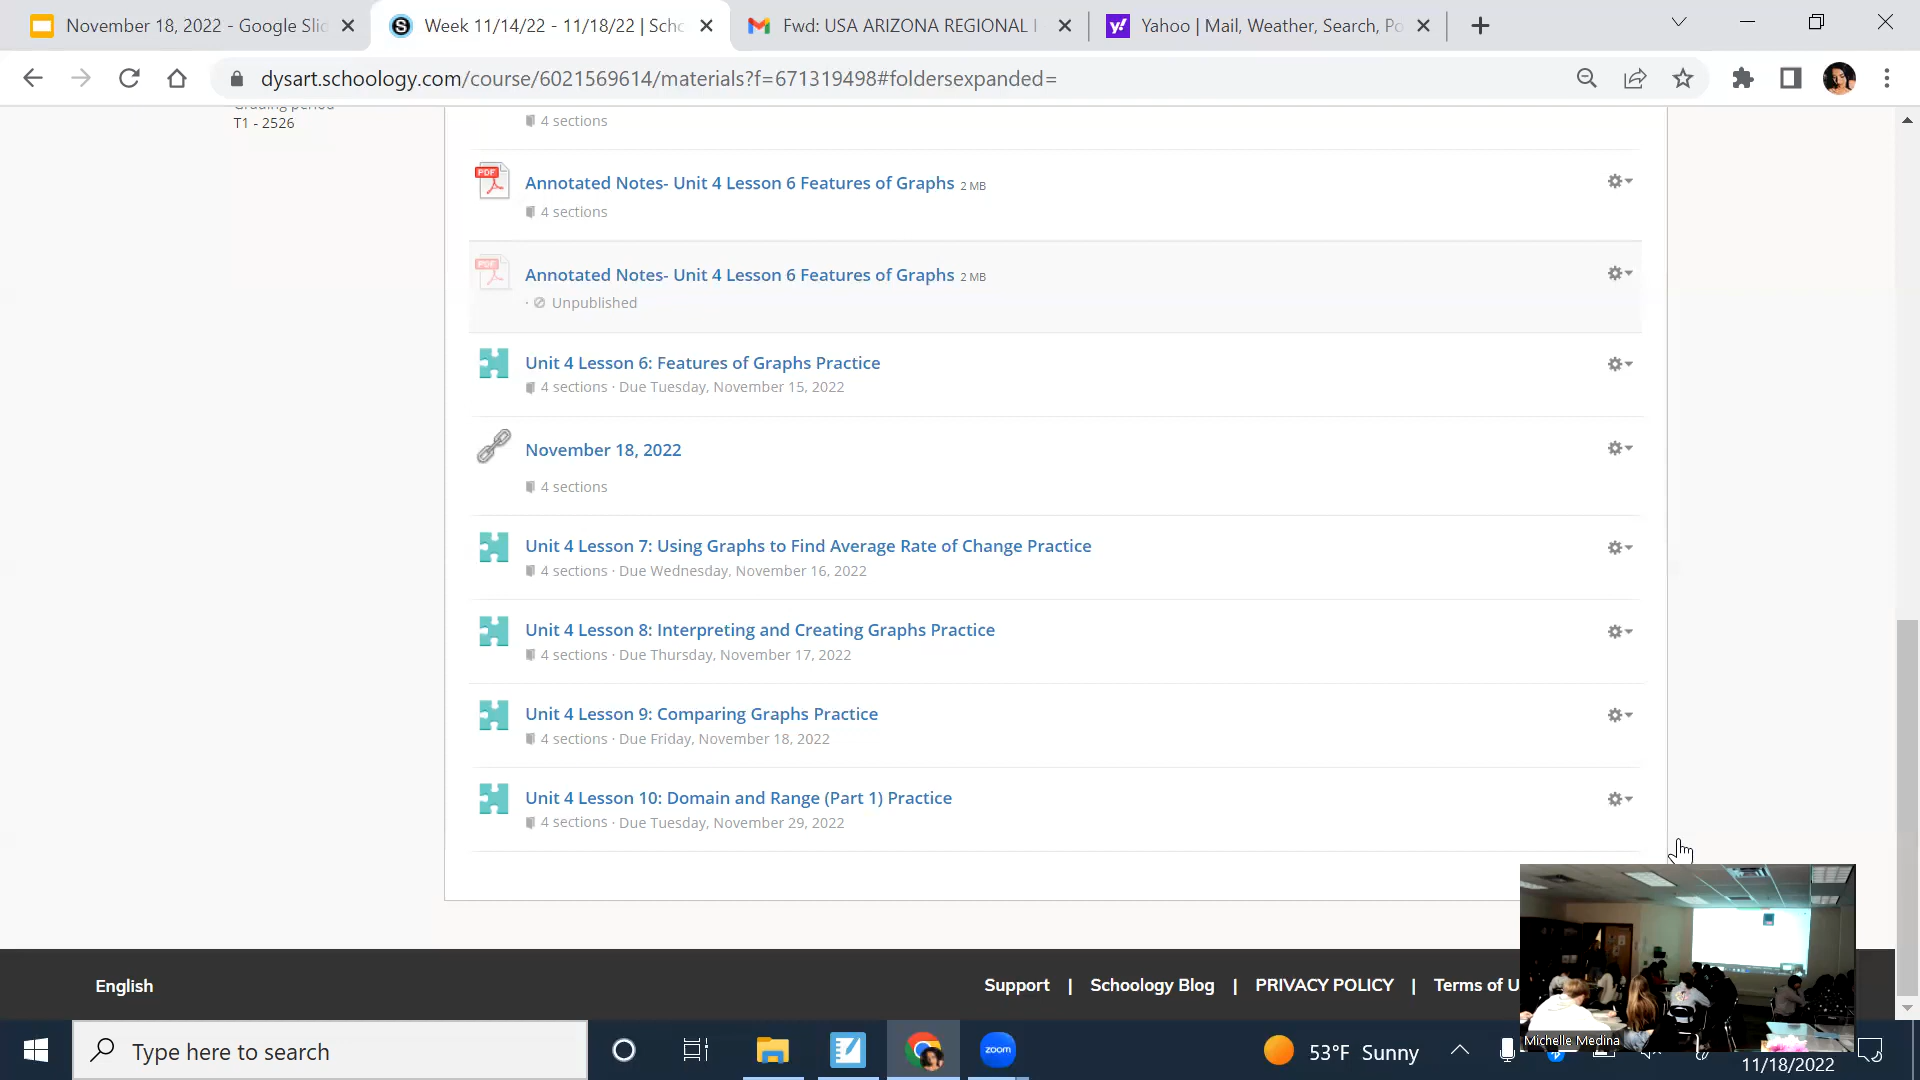 November 18, 2022 - Google Slid
Week 11/14/22 - 11/18/22 | Scho
Fwd: USA ARIZONA REGIONAL
Yahoo | Mail, Weather, Search, Po
dysart.schoology.com/course/6021569614/materials?f=671319498#foldersexpanded=
Grading period
T1 - 2526
4 sections
PDF
Annotated Notes- Unit 4 Lesson 6 Features of Graphs 2 MB
4 sections
PDF
Annotated Notes- Unit 4 Lesson 6 Features of Graphs 2 MB
· Unpublished
Unit 4 Lesson 6: Features of Graphs Practice
4 sections · Due Tuesday, November 15, 2022
November 18, 2022
4 sections
Unit 4 Lesson 7: Using Graphs to Find Average Rate of Change Practice
4 sections · Due Wednesday, November 16, 2022
Unit 4 Lesson 8: Interpreting and Creating Graphs Practice
4 sections · Due Thursday, November 17, 2022
Unit 4 Lesson 9: Comparing Graphs Practice
4 sections · Due Friday, November 18, 2022
Unit 4 Lesson 10: Domain and Range (Part 1) Practice
4 sections · Due Tuesday, November 29, 2022
English
Support | Schoology Blog | PRIVACY POLICY | Terms of U
Michelle Medina
Type here to search
zoom
53°F Sunny
11/18/2022